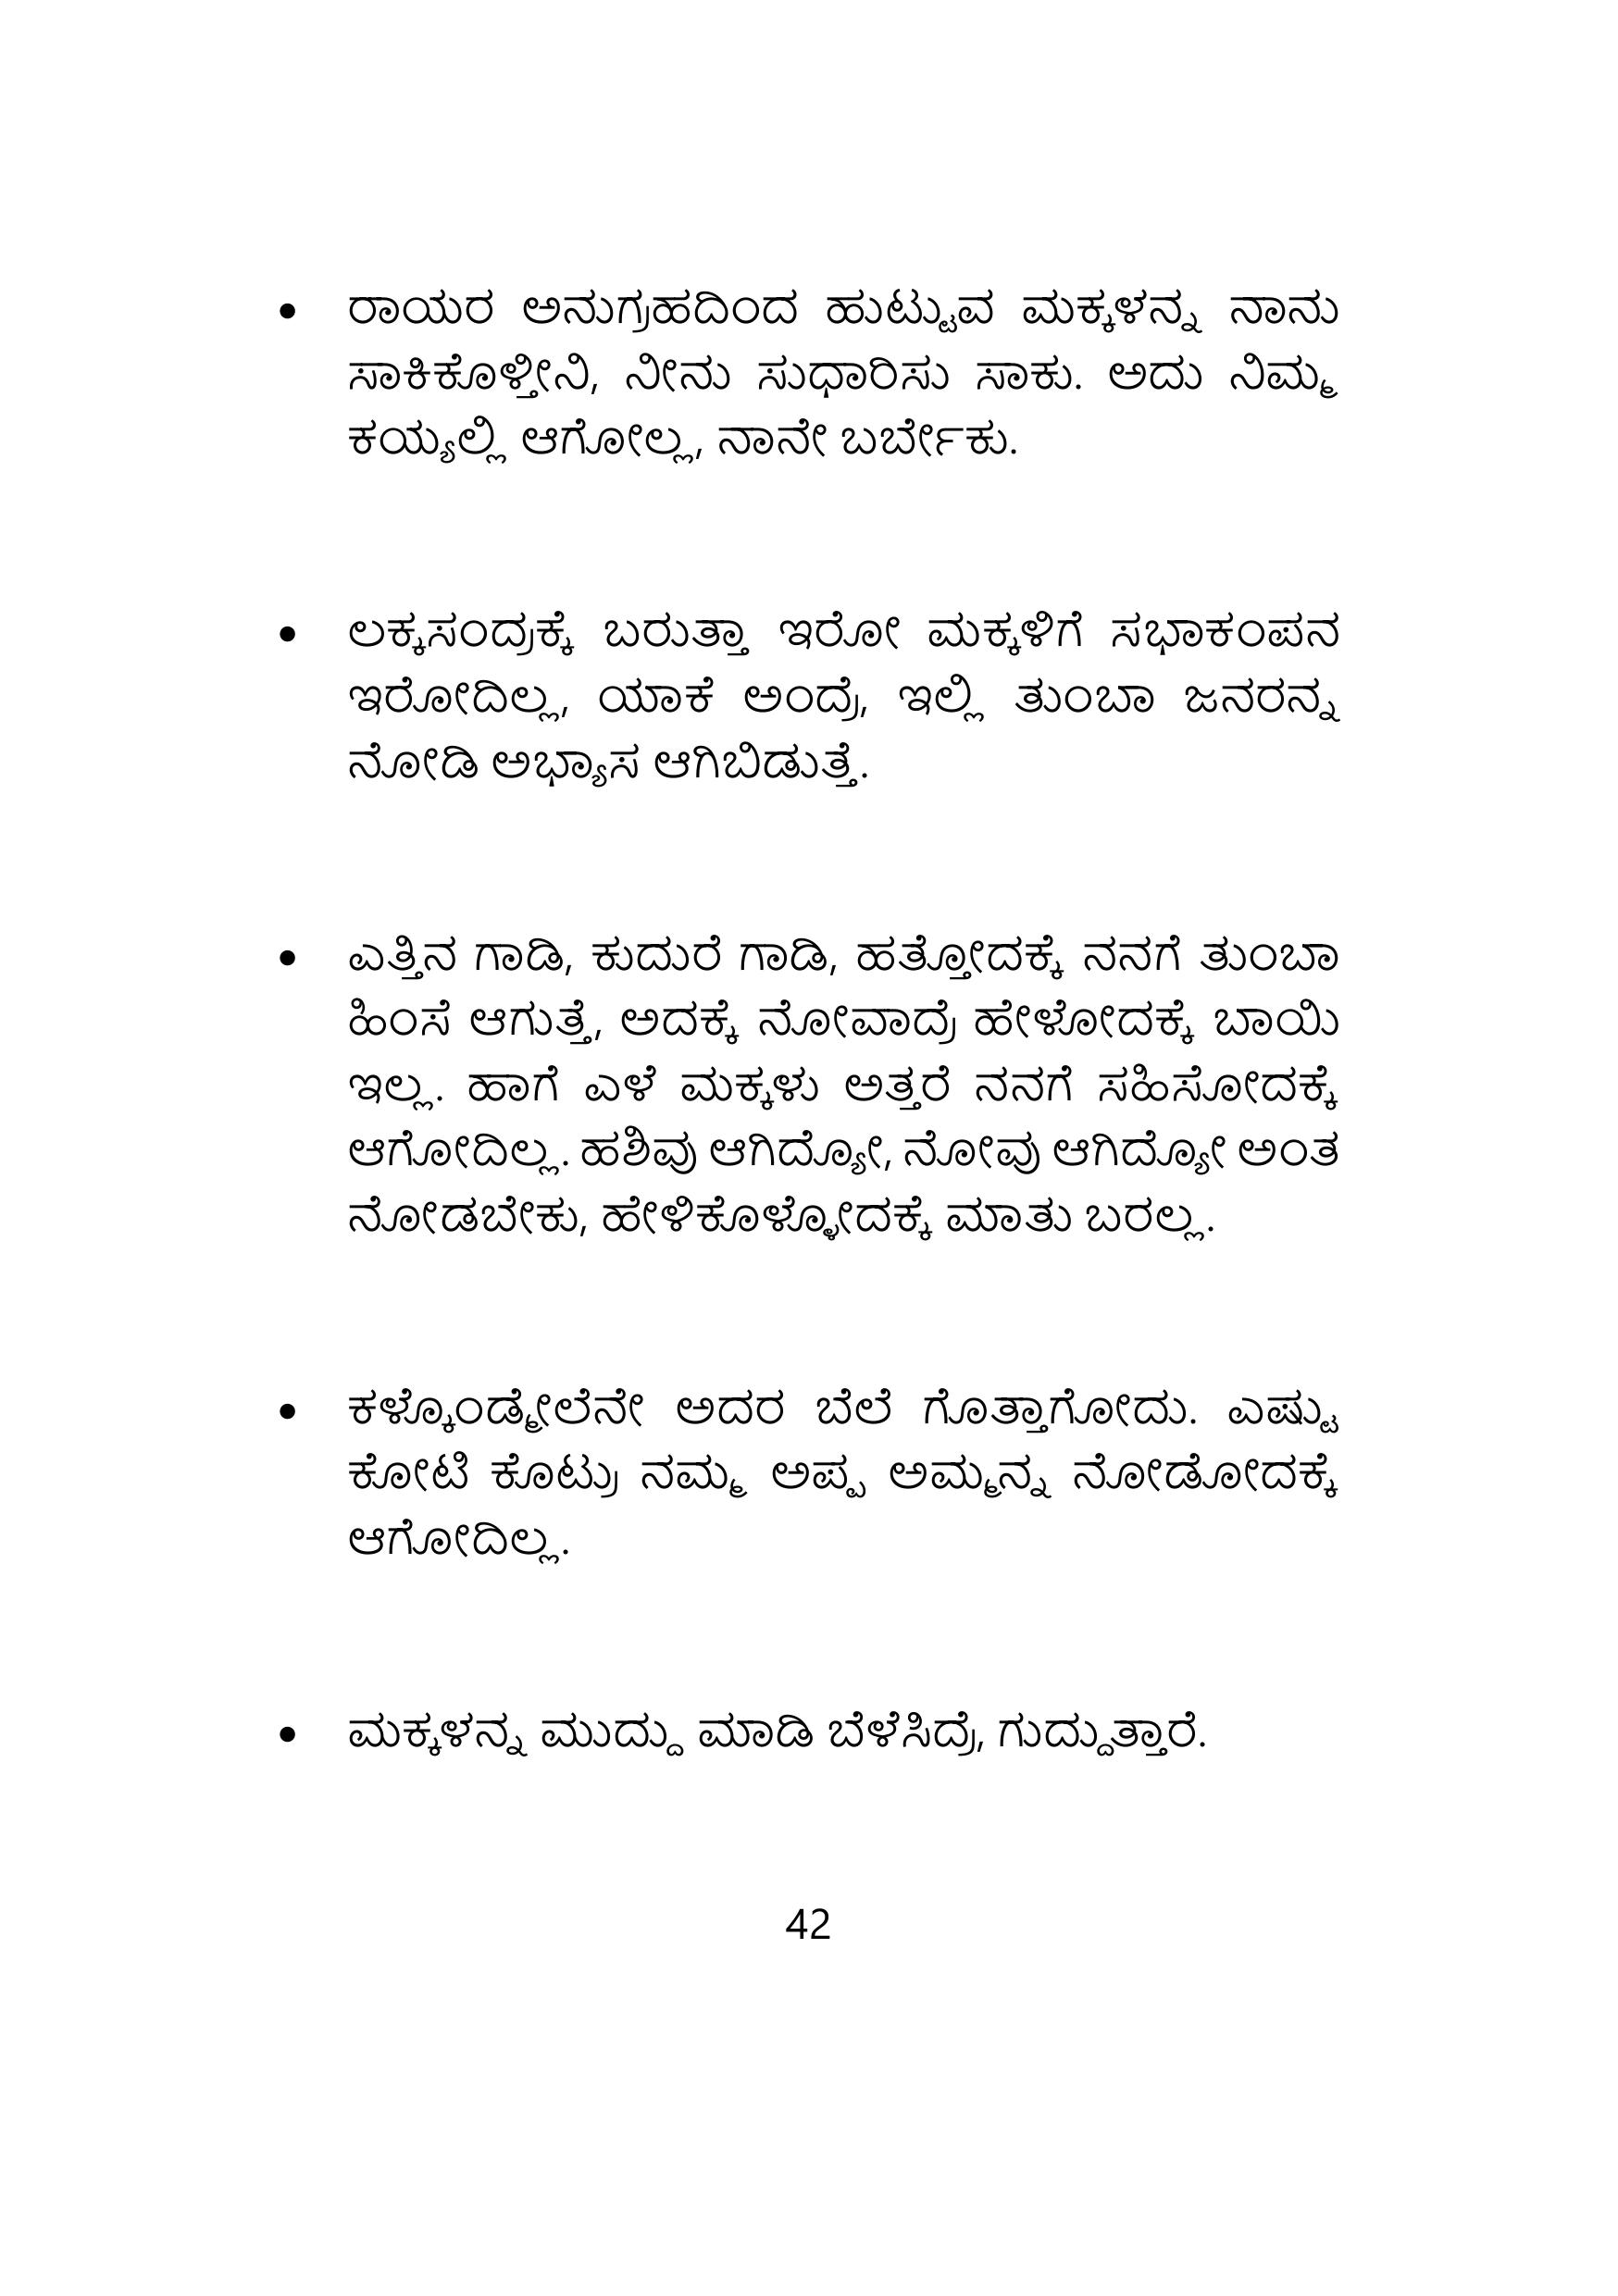 • ರಾಯರ ಅನುಗ್ರಹದಿಂದ ಹುಟ್ಟುವ ಮಕ್ಕಳನ್ನ ನಾನು
ಸಾಕಿಕೊಳ್ತೀನಿ, ನೀನು ಸುಧಾರಿಸು ಸಾಕು. ಅದು ನಿಮ್ಮ
ಕಯ್ಯಲ್ಲಿ ಆಗೋಲ್ಲ, ನಾನೇ ಬರ್ಬೇಕು.
• ಲಕ್ಕಸಂದ್ರಕ್ಕೆ ಬರುತ್ತಾ ಇರೋ ಮಕ್ಕಳಿಗೆ ಸಭಾಕಂಪನ
ಇರೋದಿಲ್ಲ, ಯಾಕೆ ಅಂದ್ರೆ, ಇಲ್ಲಿ ತುಂಬಾ ಜನರನ್ನ
ನೋಡಿ ಅಭ್ಯಾಸ ಆಗಿಬಿಡುತ್ತೆ.
• ಎತ್ತಿನ ಗಾಡಿ, ಕುದುರೆ ಗಾಡಿ, ಹತ್ತೋದಕ್ಕೆ ನನಗೆ ತುಂಬಾ
ಹಿಂಸೆ ಆಗುತ್ತೆ, ಅದಕ್ಕೆ ನೋವಾದ್ರೆ ಹೇಳೋದಕ್ಕೆ ಬಾಯಿ
ಇಲ್ಲ. ಹಾಗೆ ಎಳೆ ಮಕ್ಕಳು ಅತ್ತರೆ ನನಗೆ ಸಹಿಸೋದಕ್ಕೆ
ಆಗೋದಿಲ್ಲ. ಹಶಿವು ಆಗಿದ್ಯೋ, ನೋವು ಆಗಿದ್ಯೋ ಅಂತ
ನೋಡಬೇಕು, ಹೇಳಿಕೊಳ್ಳೋದಕ್ಕೆ ಮಾತು ಬರಲ್ಲ.
• ಕಳ್ಕೊಂಡ್ಮೇಲೆನೇ ಅದರ ಬೆಲೆ ಗೊತ್ತಾಗೋದು. ಎಷ್ಟು
ಕೋಟಿ ಕೊಟ್ರು ನಮ್ಮ ಅಪ್ಪ ಅಮ್ಮನ್ನ ನೋಡೋದಕ್ಕೆ
ಆಗೋದಿಲ್ಲ.
• ಮಕ್ಕಳನ್ನ ಮುದ್ದು ಮಾಡಿ ಬೆಳೆಸಿದ್ರೆ, ಗುದ್ದುತ್ತಾರೆ.
42